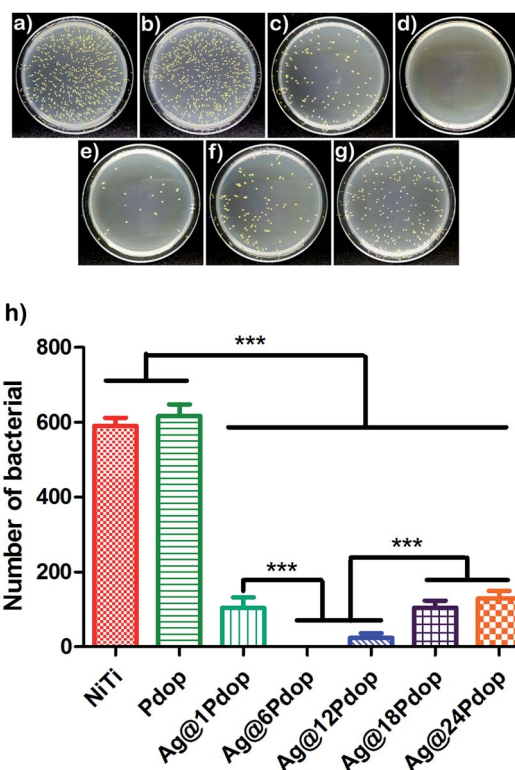 a) b) c) d)
e) f) g)
h)
***
*** ***
Number of bacterial
800
600
400
200
0
NiTi Pdop Ag@1Pdop Ag@6Pdop Ag@12Pdop Ag@18Pdop Ag@24Pdop